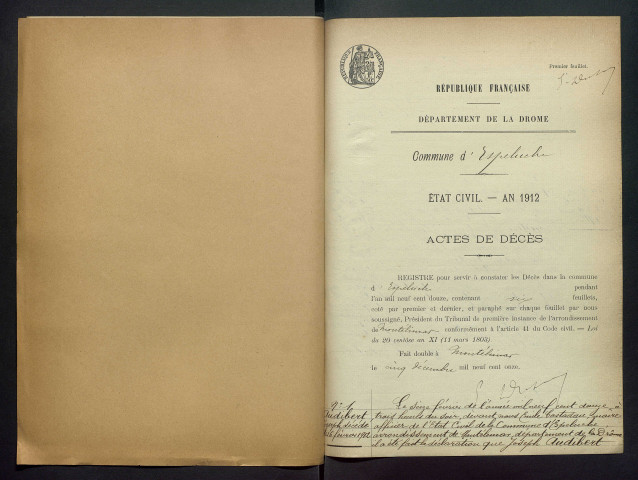 Premier feuillet.
RÉPUBLIQUE FRANÇAISE
DÉPARTEMENT DE LA DROME
Commune d'Espeluche
ÉTAT CIVIL. — AN 1912
ACTES DE DÉCÈS
REGISTRE pour servir à constater les Décès dans la commune
d'Espeluche pendant
l'an mil neuf cent douze, contenant six feuillets,
coté par premier et dernier, et paraphé sur chaque feuillet par nous
soussigné, Président du Tribunal de première instance de l'arrondissement
de Montélimar conformément à l'article 41 du Code civil. — Loi
du 20 ventôse an XI (11 mars 1803)
Fait double à Montélimar
le cinq décembre mil neuf cent onze.
N° 1
Audibert
Joseph décédé
février 1912
Le février de l'année mil neuf cent douze à
trois heures du soir, devant nous Emile maire
officier de l'Etat Civil de la Commune d'Espeluche
arrondissement de Montélimar, département de la Drôme
a été faite la déclaration que Joseph Audibert